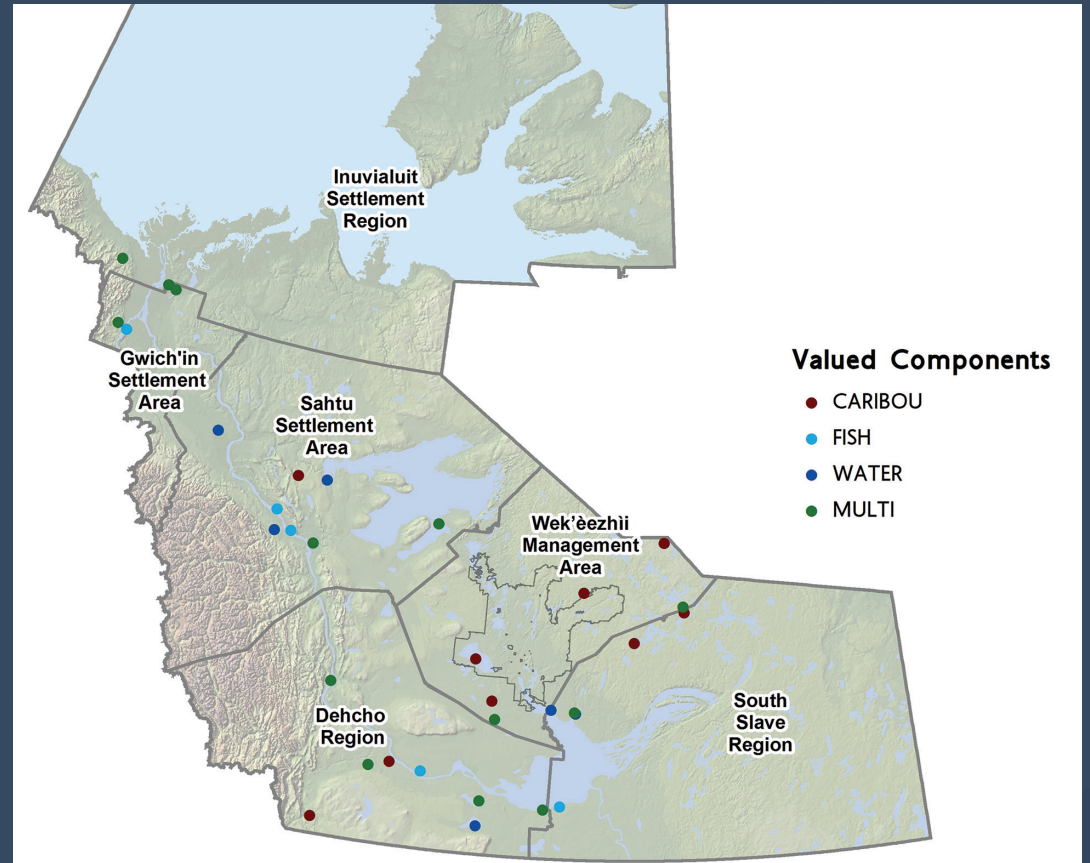 Inuvialuit
Settlement
Region
Gwich'in
Settlement
Area
Sahtu
Settlement
Area
Wek'èezhìi
Management
Area
Dehcho
Region
South
Slave
Region
Valued Components
CARIBOU
FISH
WATER
MULTI